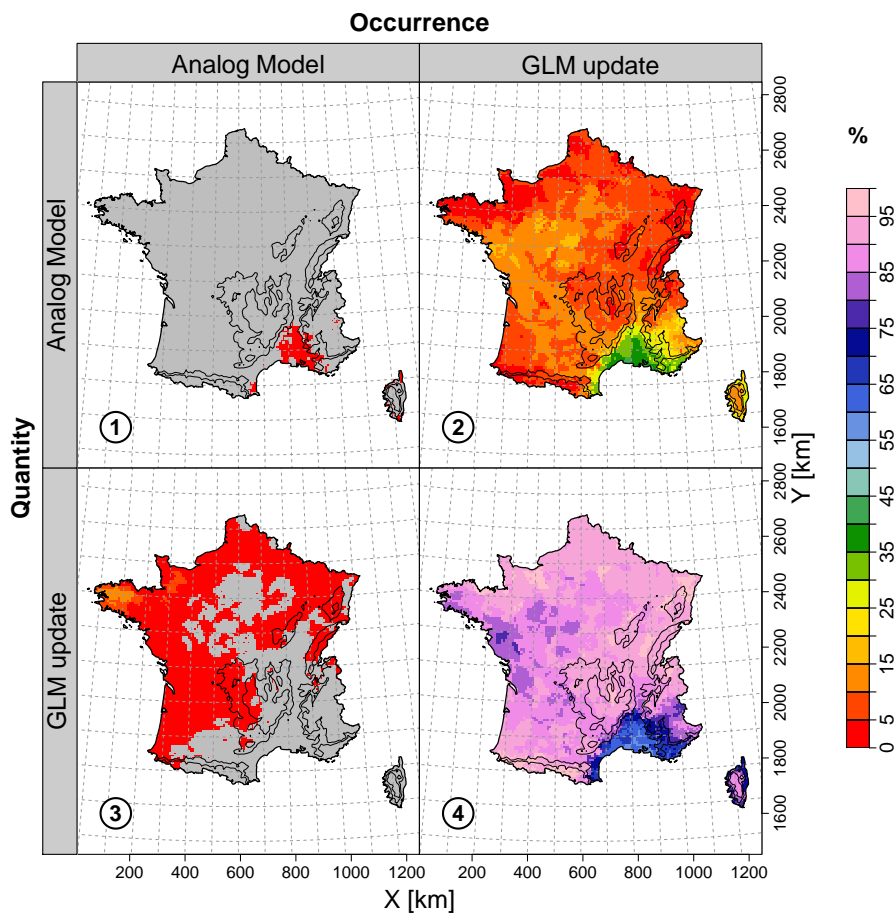 Occurrence
Analog Model
GLM update
Quantity
Analog Model
GLM update
1
2
3
4
1600 1800 2000 2200 2400 2600 2800
1600 1800 2000 2200 2400 2600 2800
Y [km]
200 400 600 800 1000 1200
200 400 600 800 1000 1200
X [km]
%
0 5 15 25 35 45 55 65 75 85 95